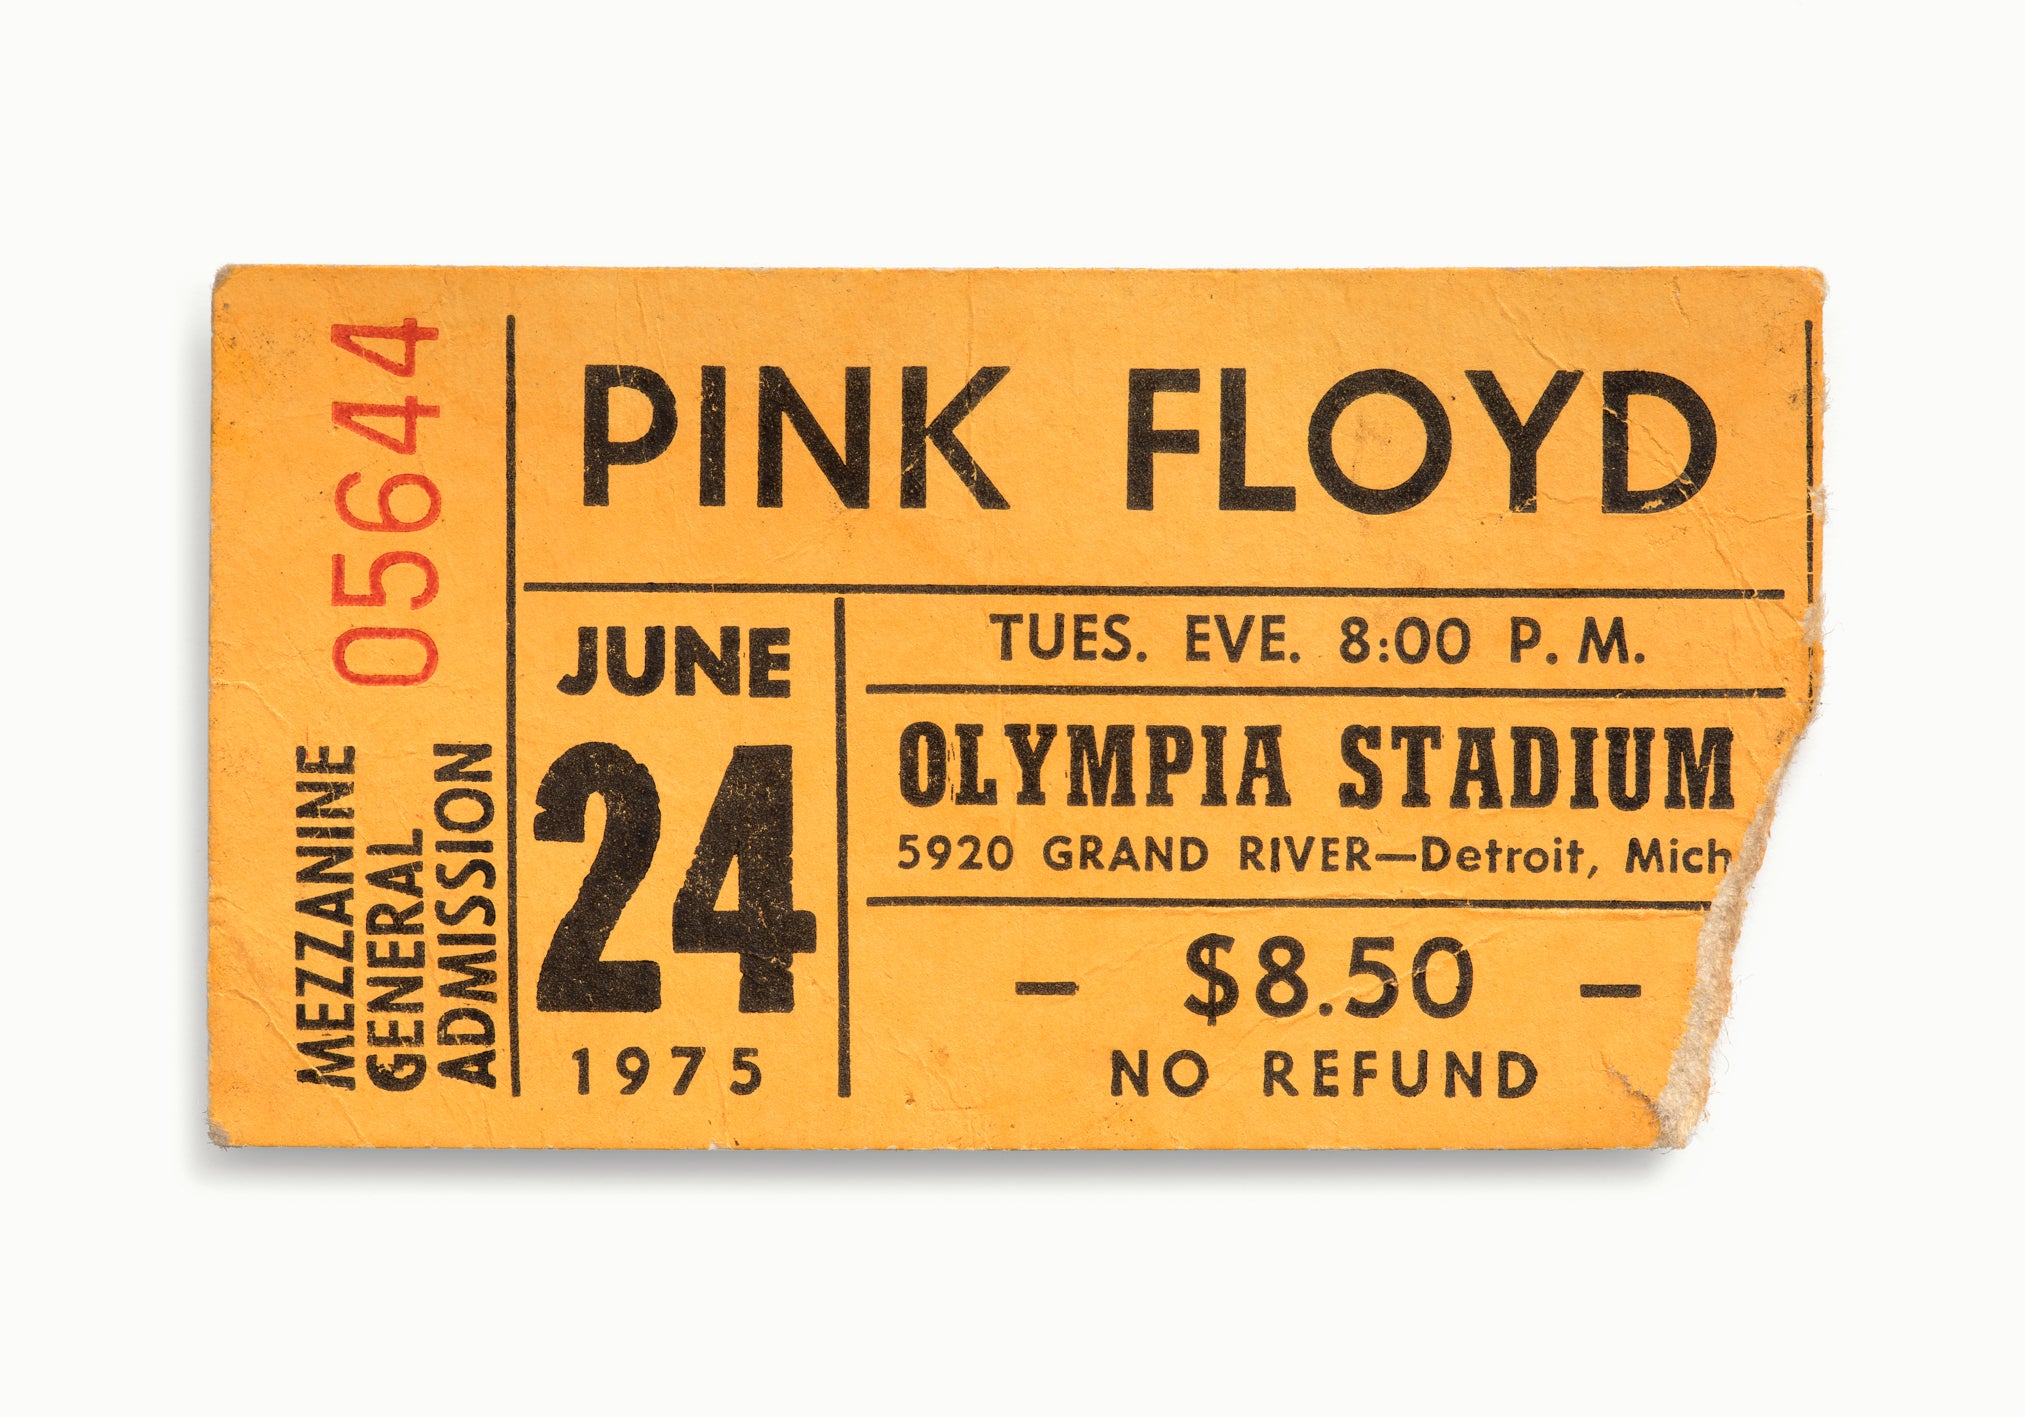 05644
MEZZANINE
GENERAL
ADMISSION
PINK FLOYD
JUNE
24
1975
TUES. EVE. 8:00 P. M.
OLYMPIA STADIUM
5920 GRAND RIVER—Detroit, Mich
— $8.50 —
NO REFUND